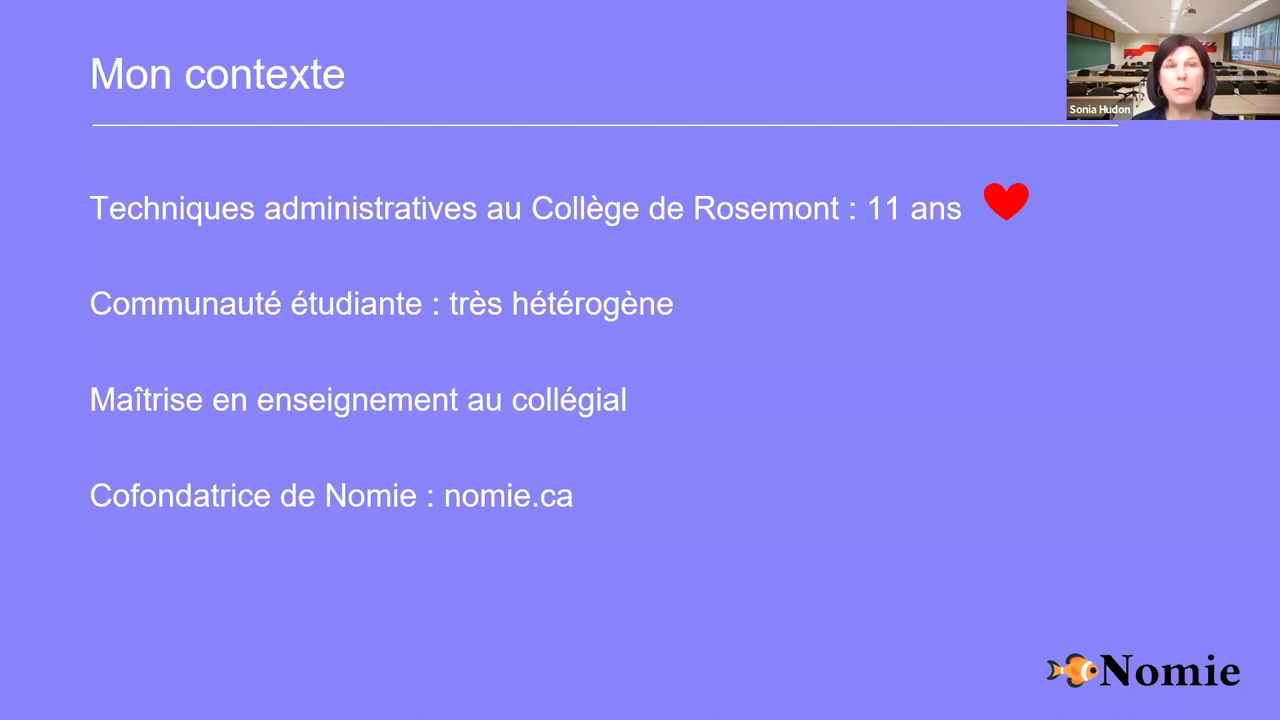 Mon contexte
Sonia Hudon
Techniques administratives au Collège de Rosemont : 11 ans
Communauté étudiante : très hétérogène
Maîtrise en enseignement au collégial
Cofondatrice de Nomie : nomie.ca
Nomie